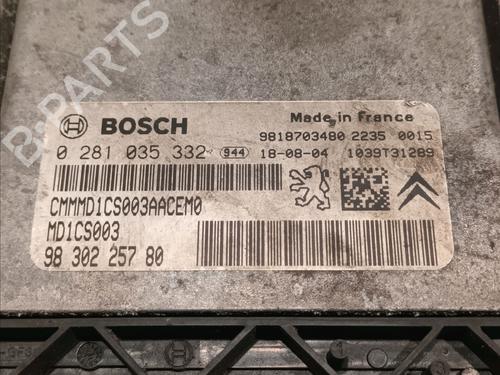 B-PARTS
BOSCH
Made in France
9818703480 2235 0015
0 281 035 332 944 18-08-04 1039T31289
CMMMD1CS003AACEM0
MD1CS003
98 302 257 80